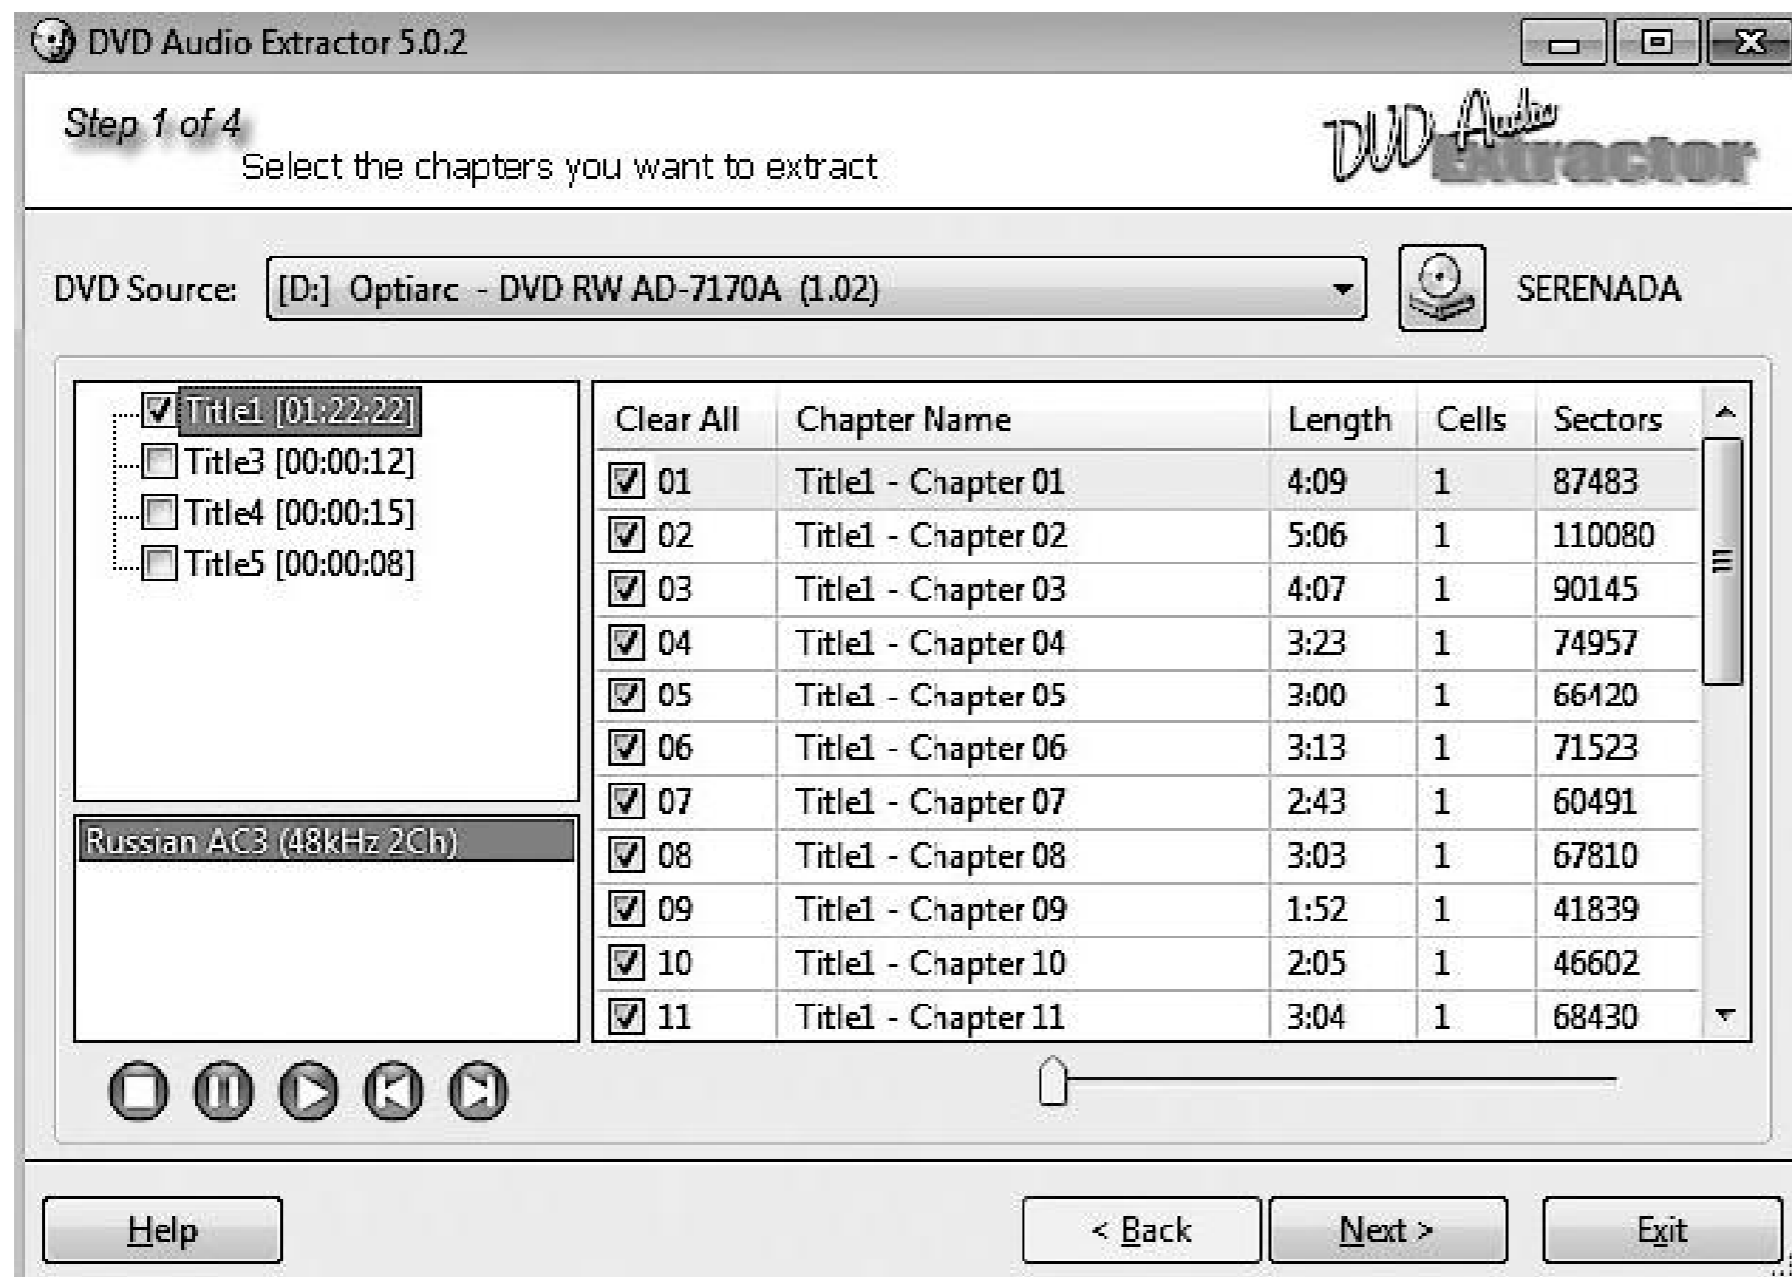 DVD Audio Extractor 5.0.2
Step 1 of 4
Select the chapters you want to extract
DVD Audio Extractor
DVD Source: [D:] Optiarc - DVD RW AD-7170A (1.02) SERENADA
Title1 [01:22:22]
Title3 [00:00:12]
Title4 [00:00:15]
Title5 [00:00:08]
Russian AC3 (48kHz 2Ch)
Clear All Chapter Name Length Cells Sectors
01 Title1 - Chapter 01 4:09 1 87483
02 Title1 - Chapter 02 5:06 1 110080
03 Title1 - Chapter 03 4:07 1 90145
04 Title1 - Chapter 04 3:23 1 74957
05 Title1 - Chapter 05 3:00 1 66420
06 Title1 - Chapter 06 3:13 1 71523
07 Title1 - Chapter 07 2:43 1 60491
08 Title1 - Chapter 08 3:03 1 67810
09 Title1 - Chapter 09 1:52 1 41839
10 Title1 - Chapter 10 2:05 1 46602
11 Title1 - Chapter 11 3:04 1 68430
Help < Back Next > Exit